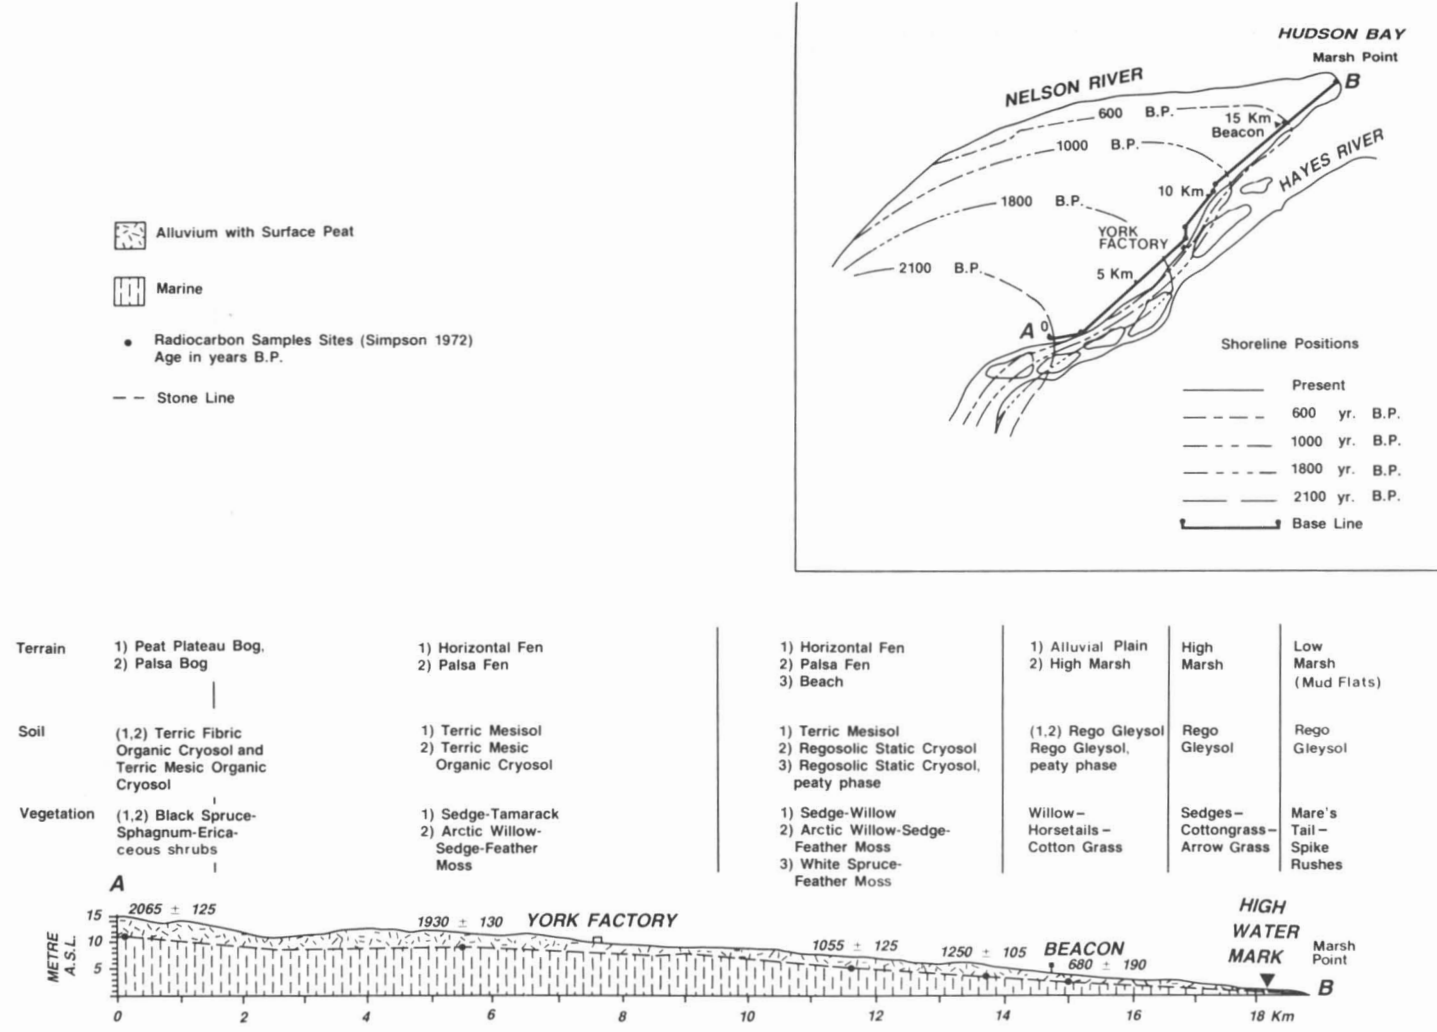 HUDSON BAY
Marsh Point
B
NELSON RIVER
600 B.P.
15 Km
Beacon
HAYES RIVER
1000 B.P.
10 Km
1800 B.P.
YORK
FACTORY
2100 B.P.
5 Km
A 0
Shoreline Positions
Present
600 yr. B.P.
1000 yr. B.P.
1800 yr. B.P.
2100 yr. B.P.
Base Line
Alluvium with Surface Peat
Marine
Radiocarbon Samples Sites (Simpson 1972)
Age in years B.P.
Stone Line
Terrain
1) Peat Plateau Bog,
2) Palsa Bog
1) Horizontal Fen
2) Palsa Fen
1) Horizontal Fen
2) Palsa Fen
3) Beach
1) Alluvial Plain
2) High Marsh
High
Marsh
Low
Marsh
(Mud Flats)
Soil
(1,2) Terric Fibric
Organic Cryosol and
Terric Mesic Organic
Cryosol
1) Terric Mesisol
2) Terric Mesic
Organic Cryosol
1) Terric Mesisol
2) Regosolic Static Cryosol
3) Regosolic Static Cryosol,
peaty phase
(1,2) Rego Gleysol
Rego Gleysol,
peaty phase
Rego
Gleysol
Rego
Gleysol
Vegetation
(1,2) Black Spruce-
Sphagnum-Erica-
ceous shrubs
1) Sedge-Tamarack
2) Arctic Willow-
Sedge-Feather
Moss
1) Sedge-Willow
2) Arctic Willow-Sedge-
Feather Moss
3) White Spruce-
Feather Moss
Willow–
Horsetails–
Cotton Grass
Sedges–
Cottongrass–
Arrow Grass
Mare's
Tail–
Spike
Rushes
A
2065 ± 125
1930 ± 130
YORK FACTORY
1055 ± 125
1250 ± 105
BEACON
680 ± 190
HIGH
WATER
MARK
Marsh
Point
B
METRE
A.S.L.
15
10
5
0 2 4 6 8 10 12 14 16 18 Km